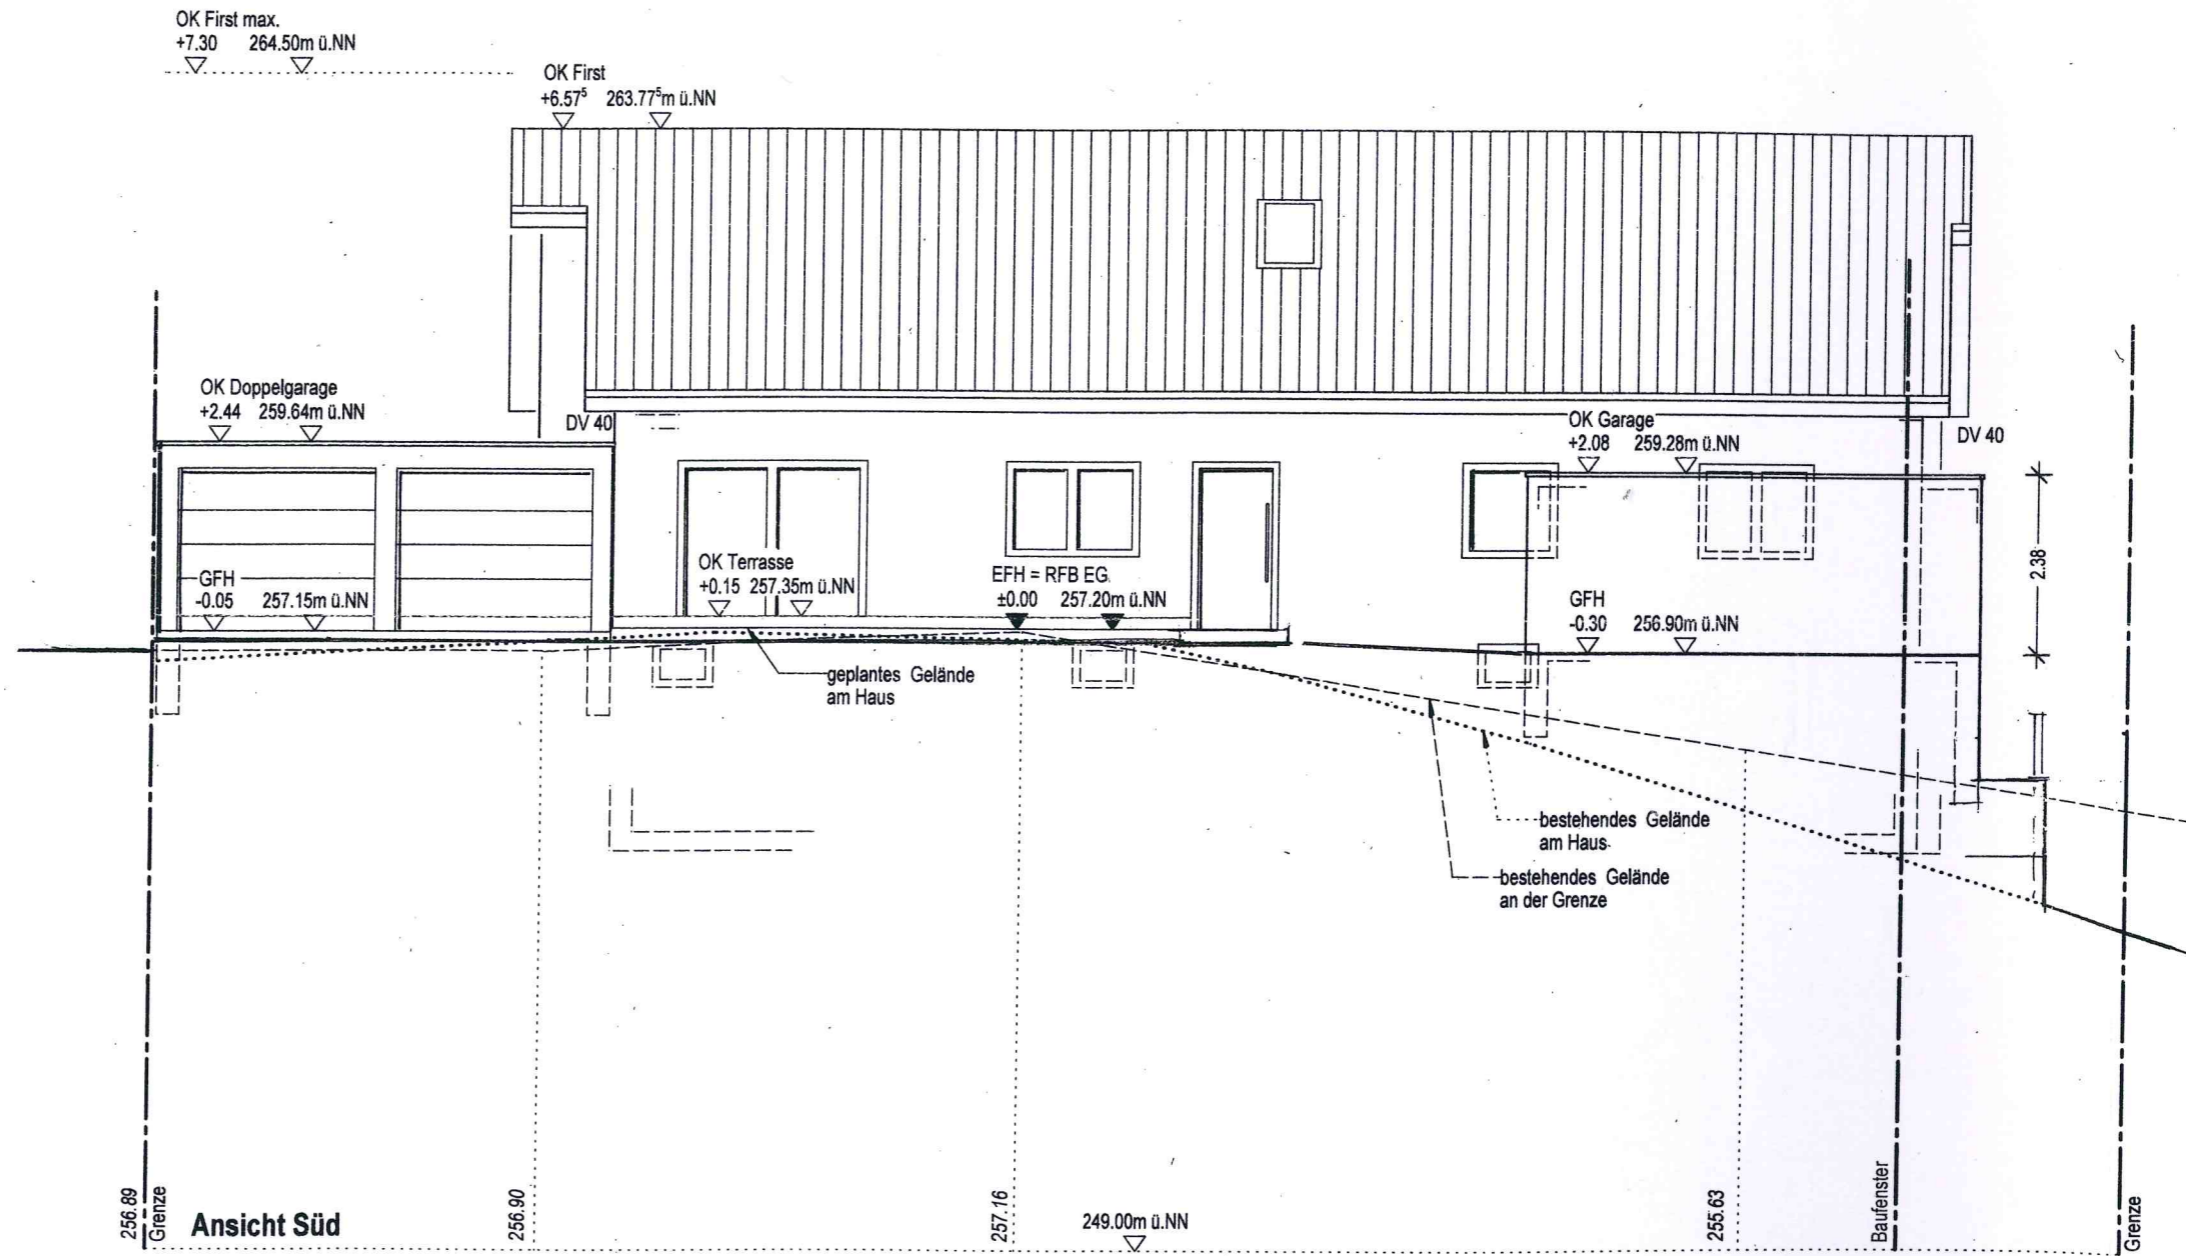 OK First max.
+7.30 264.50m ü.NN
OK First
+6.57⁵ 263.77⁵m ü.NN
OK Doppelgarage
+2.44 259.64m ü.NN
DV 40
OK Garage
+2.08 259.28m ü.NN
DV 40
GFH
-0.05 257.15m ü.NN
OK Terrasse
+0.15 257.35m ü.NN
EFH = RFB EG
±0.00 257.20m ü.NN
GFH
-0.30 256.90m ü.NN
2.38
geplantes Gelände
am Haus
bestehendes Gelände
am Haus
bestehendes Gelände
an der Grenze
256.89
Grenze
Ansicht Süd
256.90
257.16
249.00m ü.NN
255.63
Baufenster
Grenze